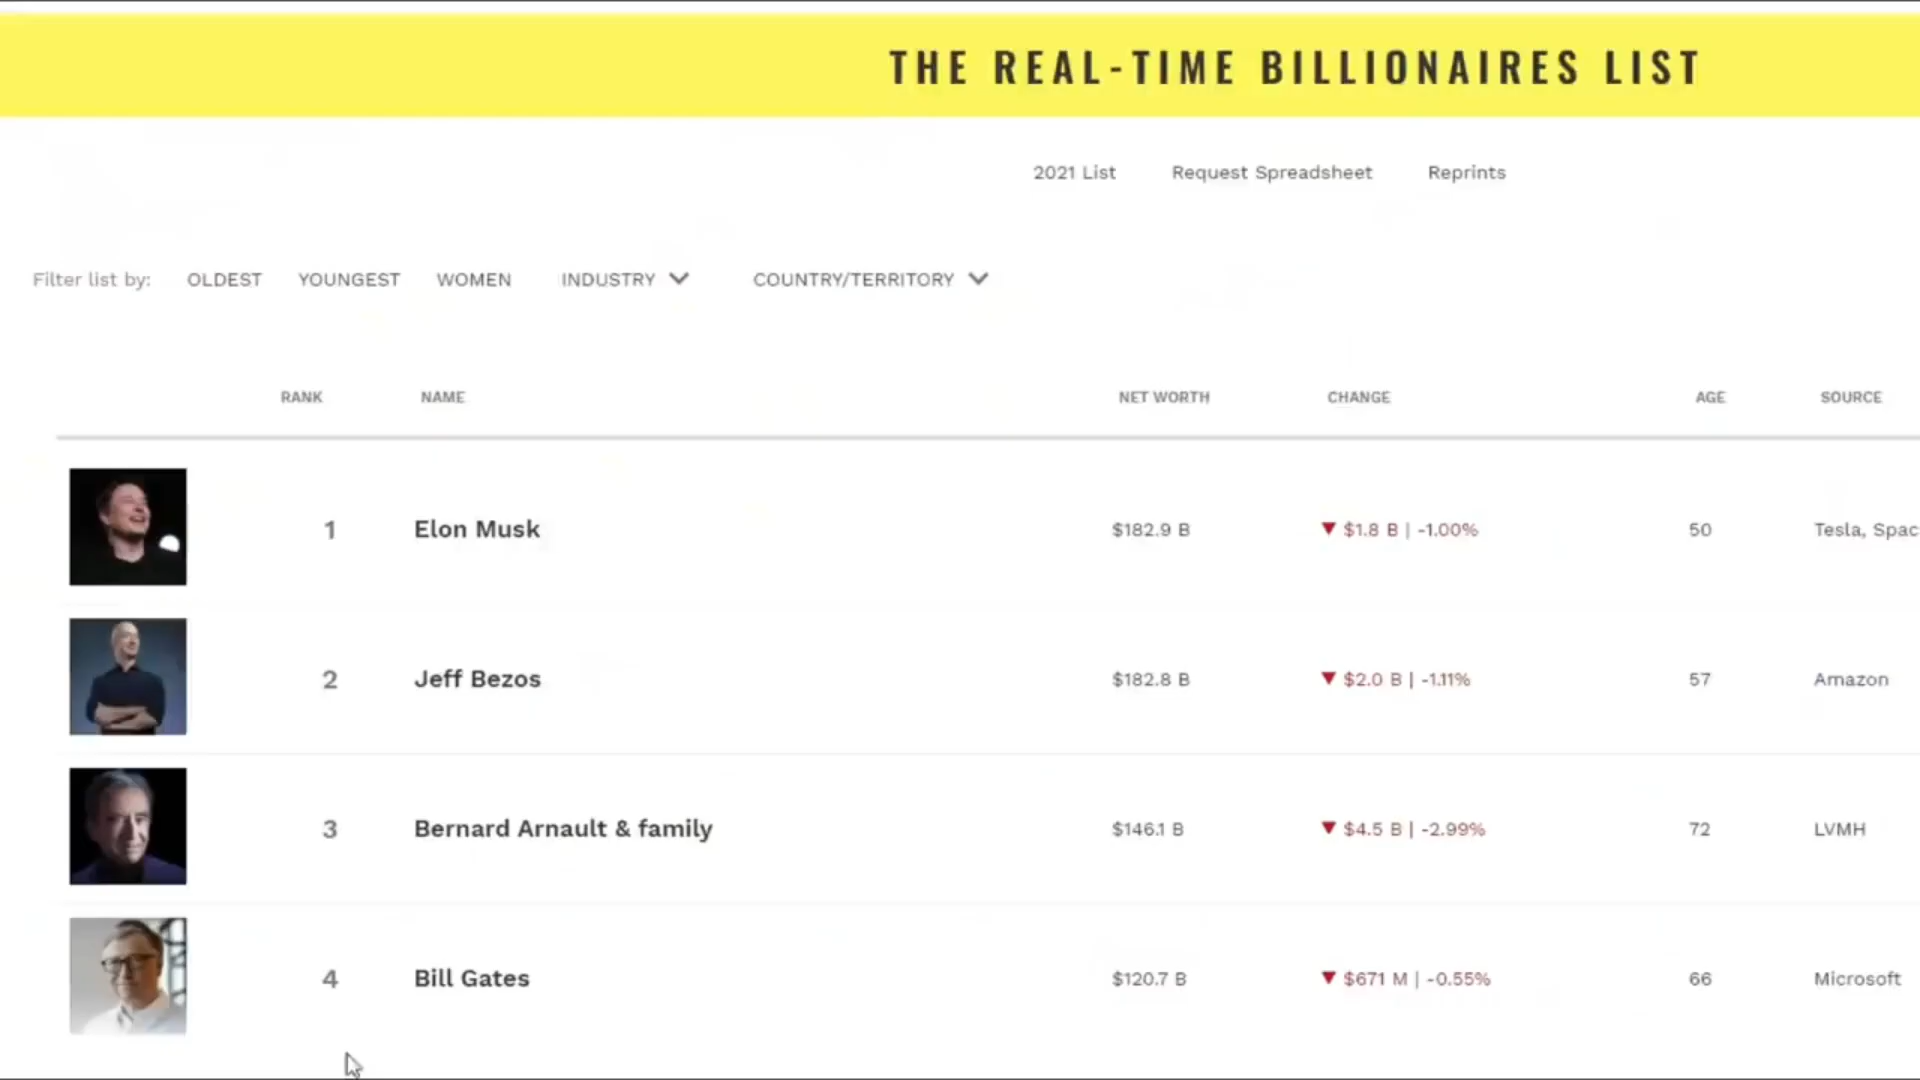 THE REAL-TIME BILLIONAIRES LIST
2021 List Request Spreadsheet Reprints
Filter list by: OLDEST YOUNGEST WOMEN INDUSTRY COUNTRY/TERRITORY
RANK NAME NET WORTH CHANGE AGE SOURCE
1 Elon Musk $182.9 B ▼ $1.8 B | -1.00% 50 Tesla, Spac
2 Jeff Bezos $182.8 B ▼ $2.0 B | -1.11% 57 Amazon
3 Bernard Arnault & family $146.1 B ▼ $4.5 B | -2.99% 72 LVMH
4 Bill Gates $120.7 B ▼ $671 M | -0.55% 66 Microsoft